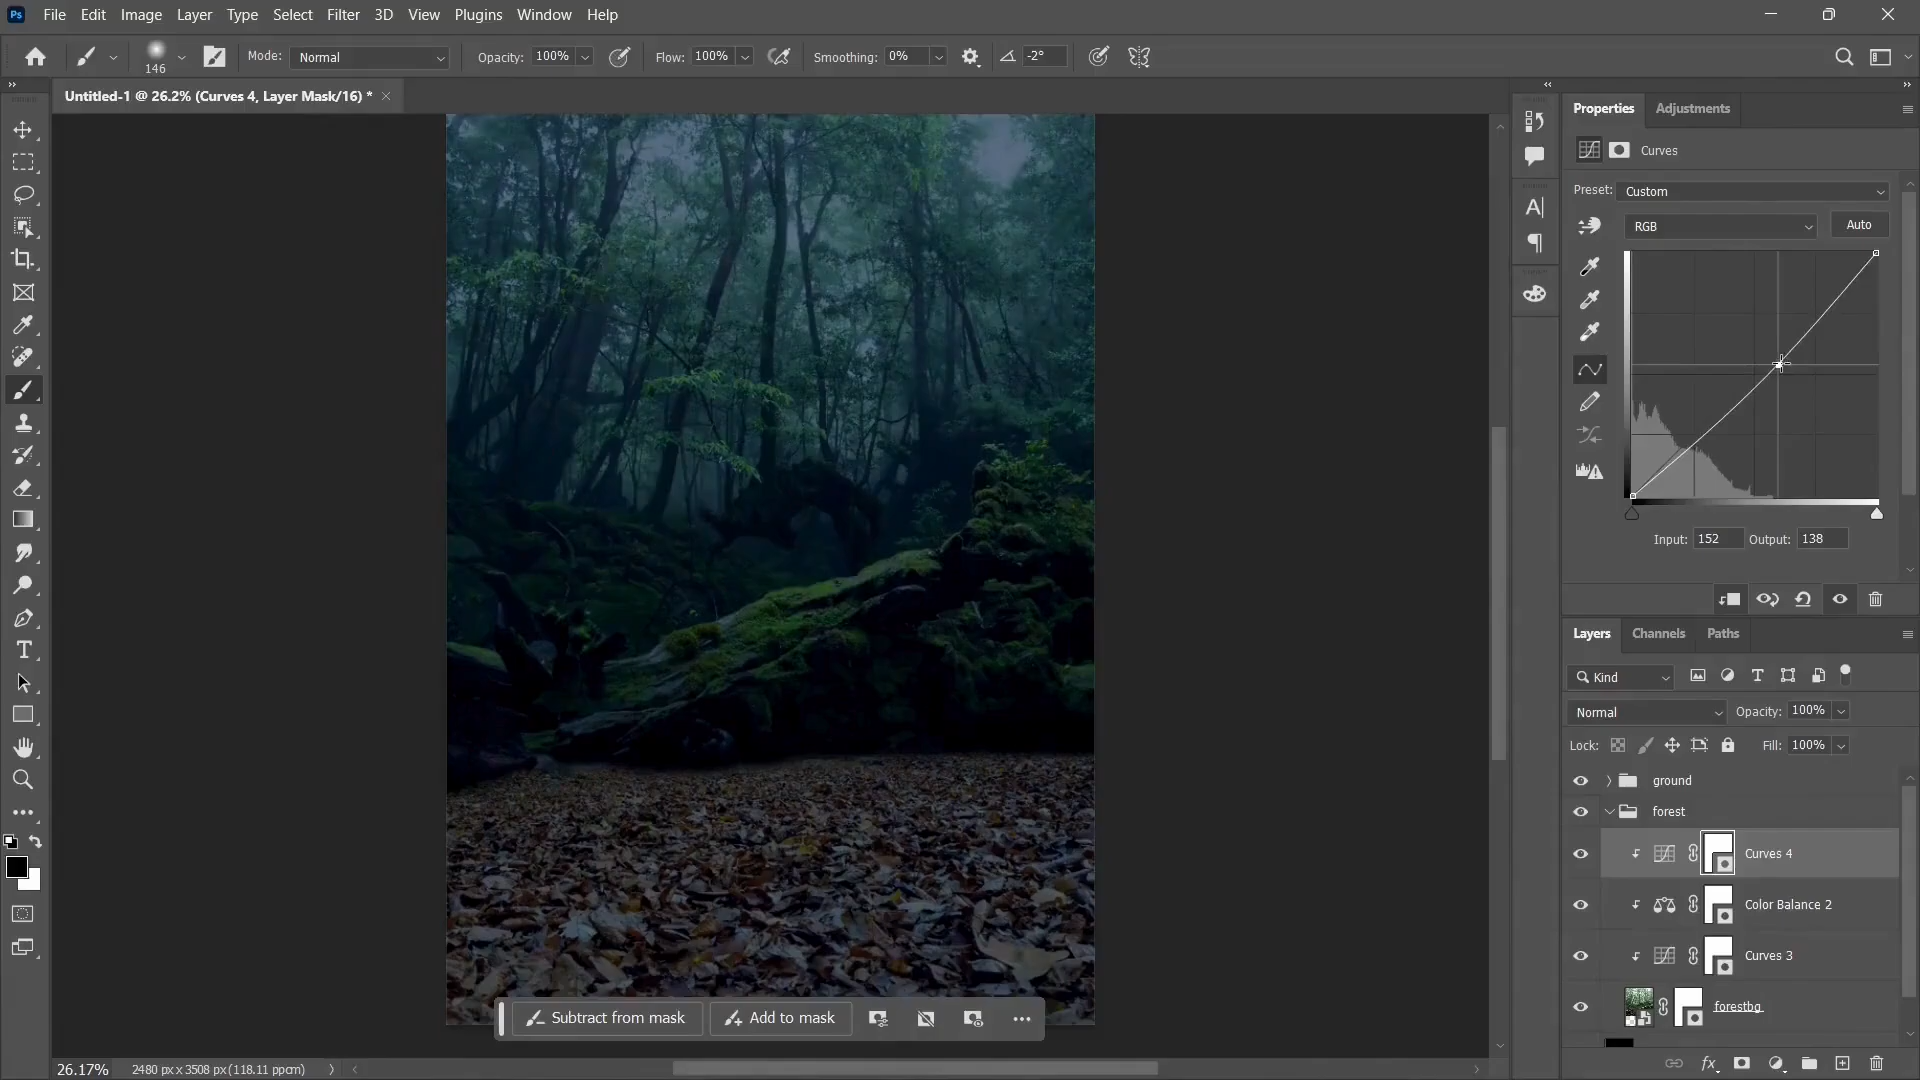 Ps File Edit Image Layer Type Select Filter 3D View Plugins Window Help
146 Mode: Normal Opacity: 100% Flow: 100% Smoothing: 0% -2°
Untitled-1 @ 26.2% (Curves 4, Layer Mask/16) *
Properties Adjustments
Curves
Preset: Custom
RGB Auto
Input: 152 Output: 138
Layers Channels Paths
Kind
Normal Opacity: 100%
Lock: Fill: 100%
ground
forest
Curves 4
Color Balance 2
Curves 3
forestbg
Subtract from mask Add to mask
26.17% 2480 px x 3508 px (118.11 ppcm)
fx